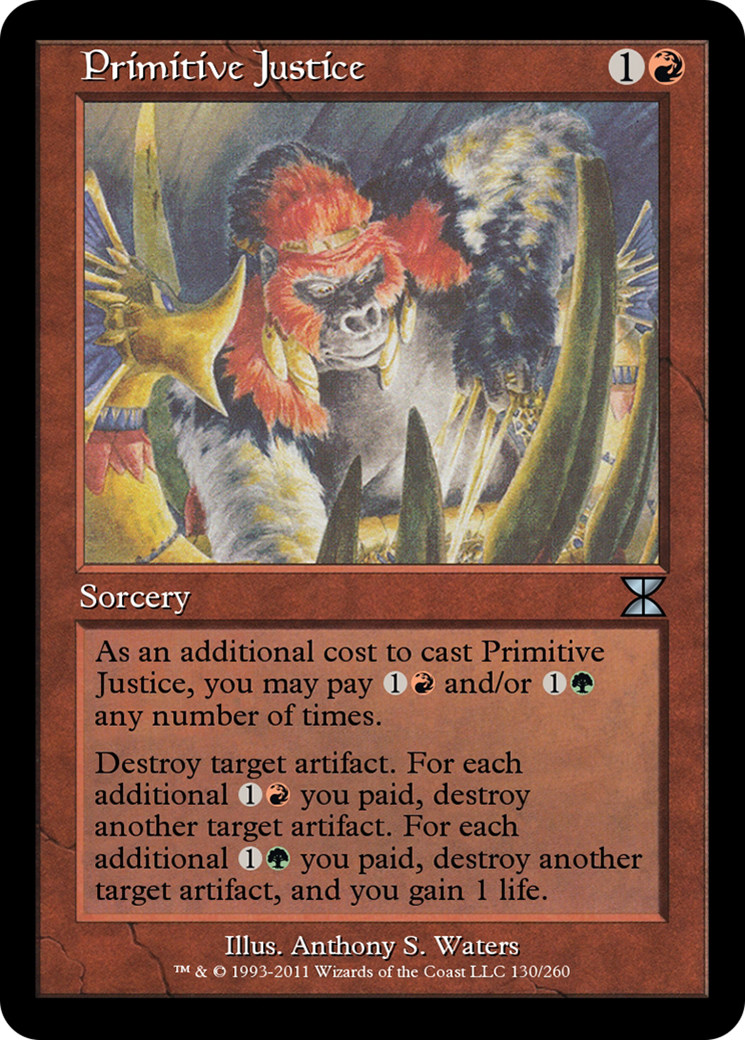 Primitive Justice 1
Sorcery
As an additional cost to cast Primitive
Justice, you may pay 1 and/or 1
any number of times.
Destroy target artifact. For each
additional 1 you paid, destroy
another target artifact. For each
additional 1 you paid, destroy another
target artifact, and you gain 1 life.
Illus. Anthony S. Waters
™ & © 1993-2011 Wizards of the Coast LLC 130/260